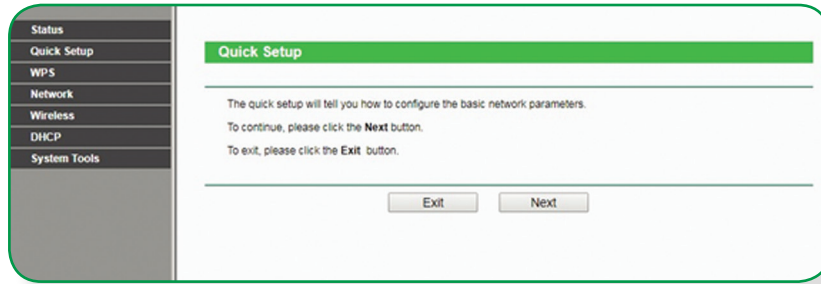 Status
Quick Setup
WPS
Network
Wireless
DHCP
System Tools
Quick Setup
The quick setup will tell you how to configure the basic network parameters.
To continue, please click the Next button.
To exit, please click the Exit button.
Exit Next